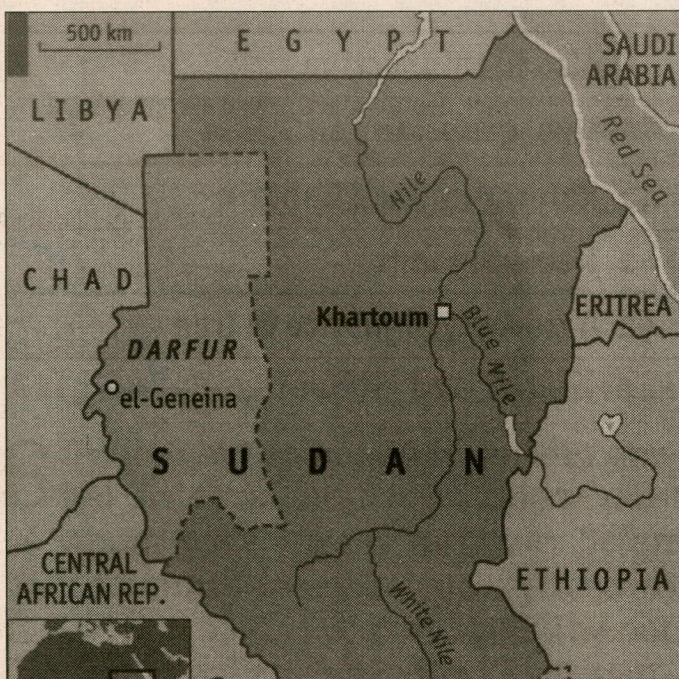 500 km
EGYPT
SAUDI
ARABIA
LIBYA
Red Sea
Nile
CHAD
Khartoum
Blue Nile
ERITREA
DARFUR
el-Geneina
SUDAN
CENTRAL
AFRICAN REP.
ETHIOPIA
White Nile